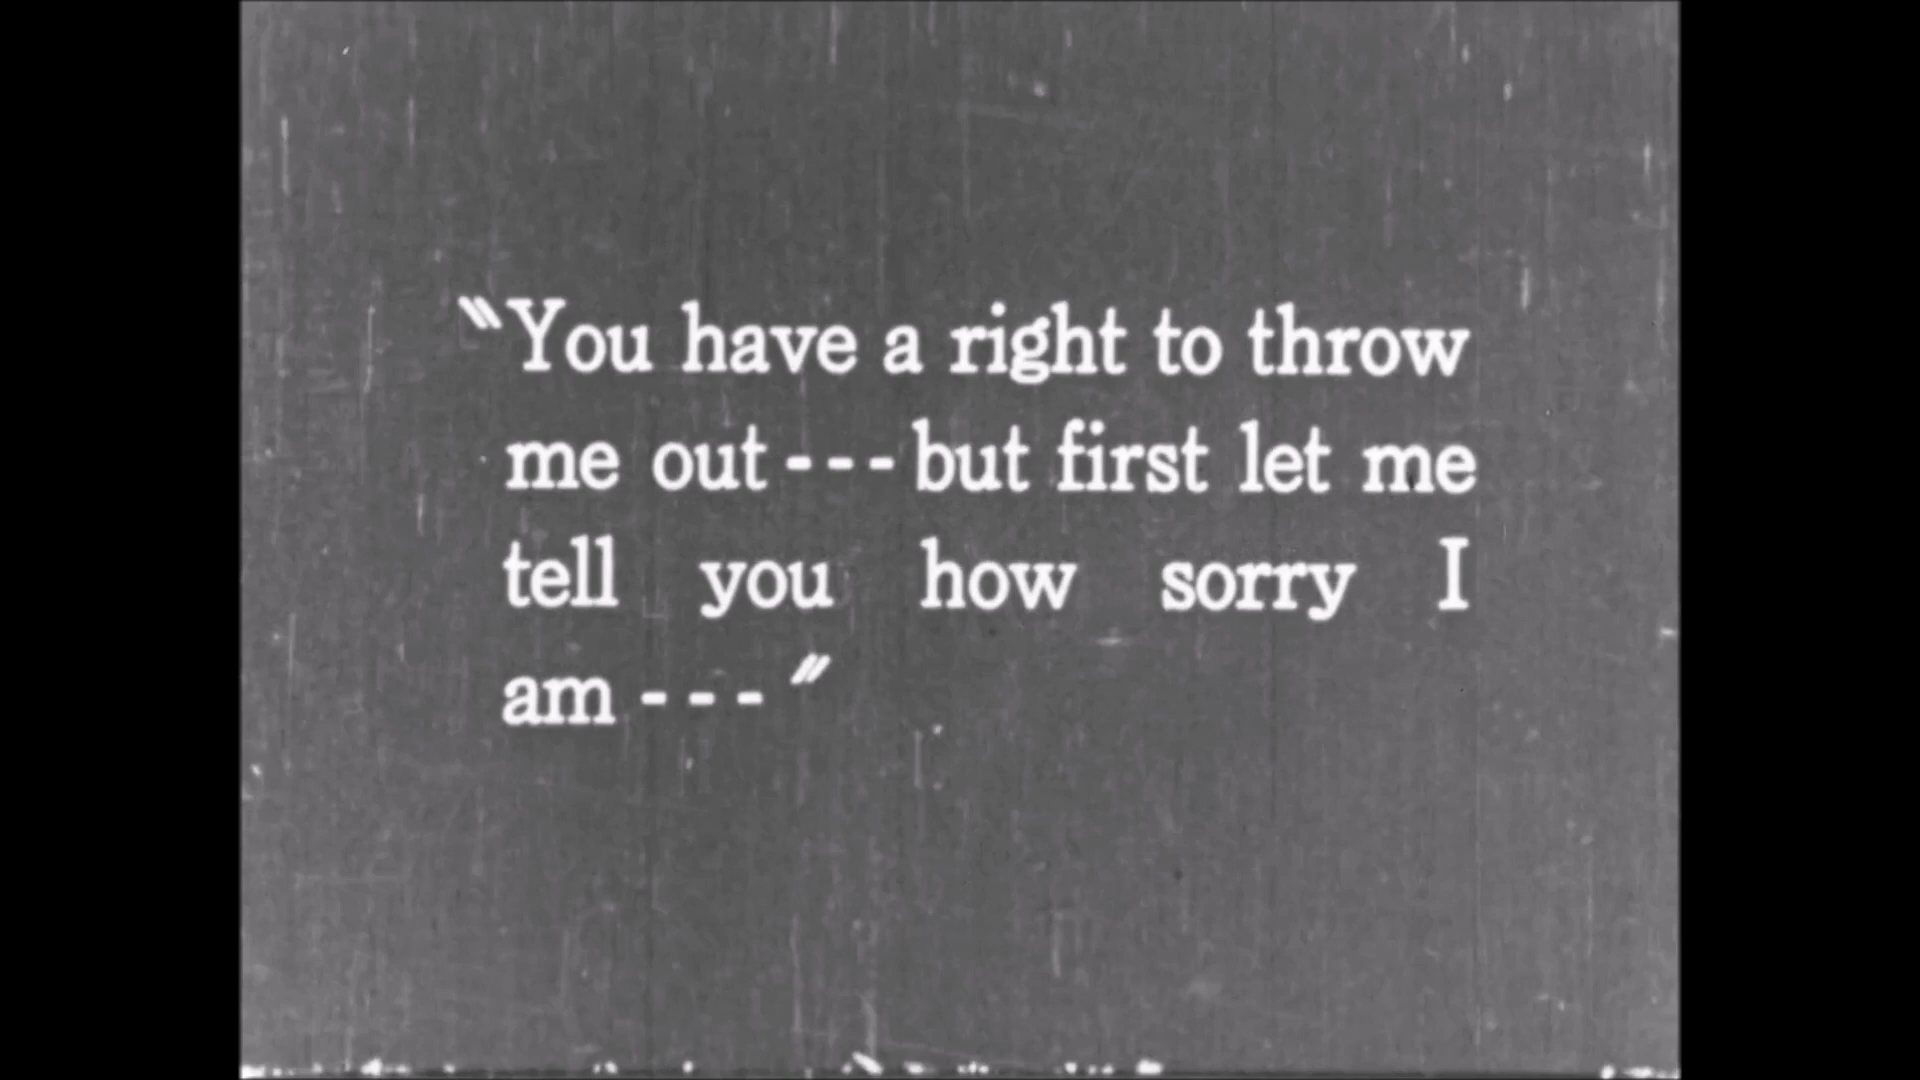 "You have a right to throw
me out --- but first let me
tell you how sorry I
am --- "